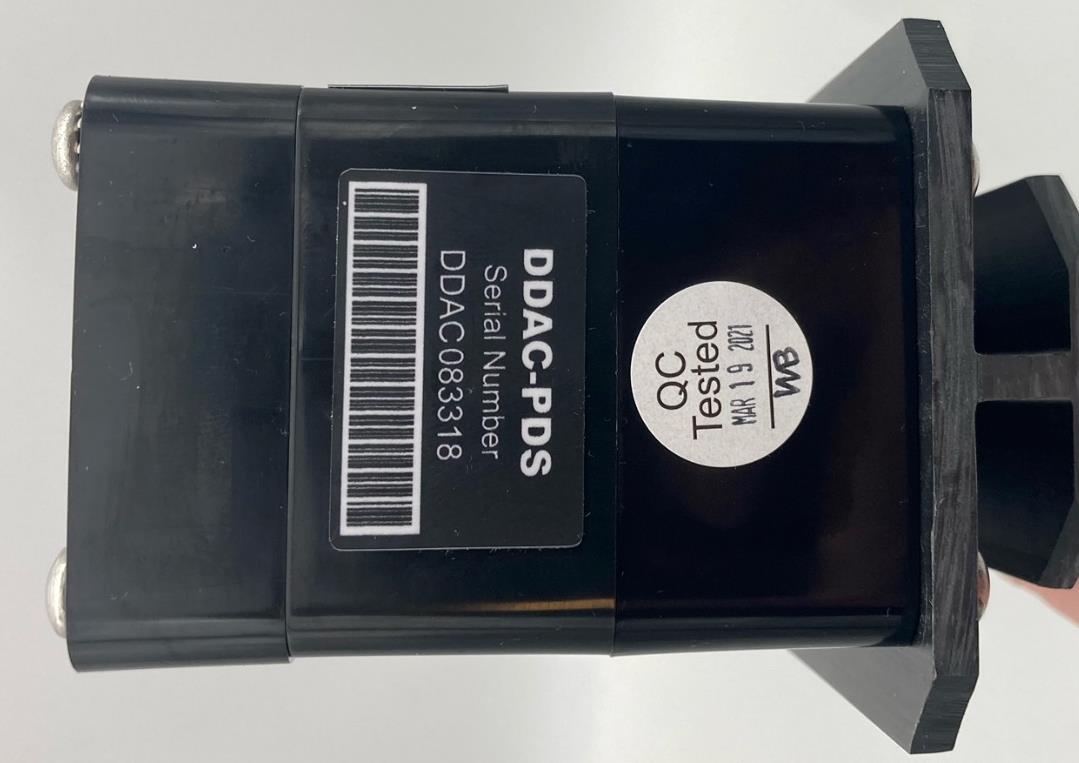 DDAC-PDS
Serial Number
DDAC083318
QC
Tested
MAR 19 2021
WB